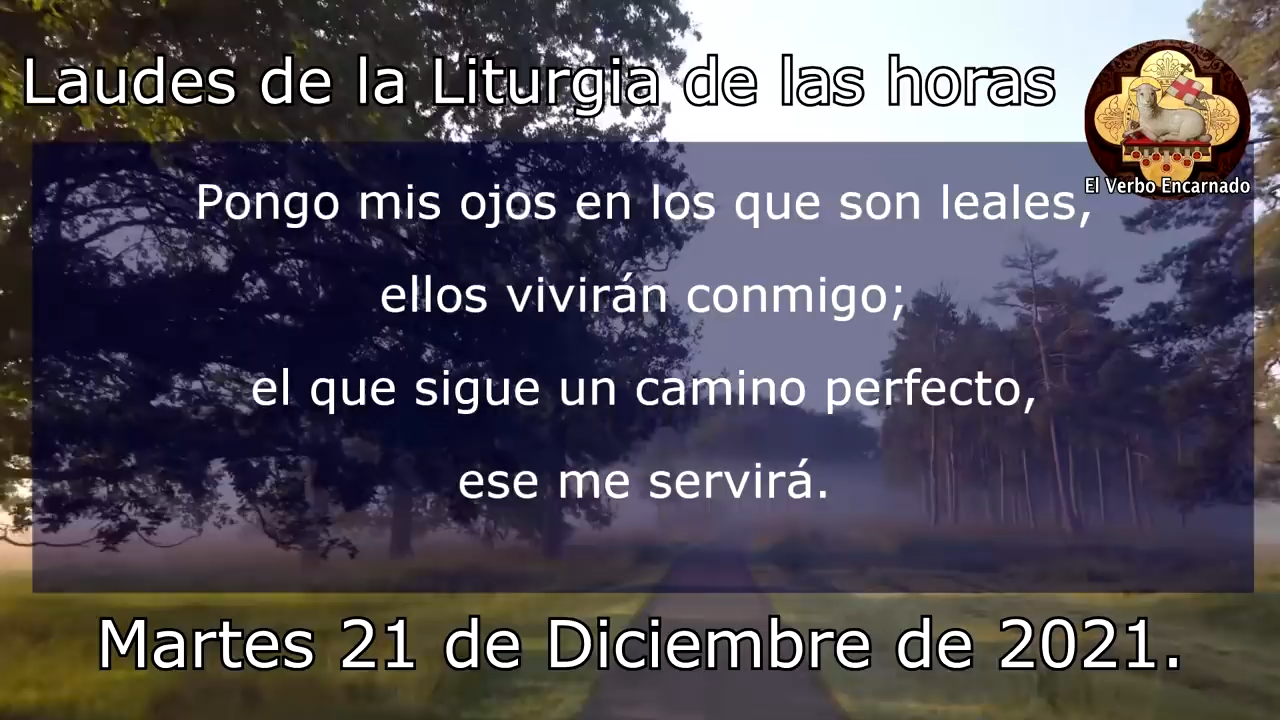 Laudes de la Liturgia de las horas
El Verbo Encarnado
Pongo mis ojos en los que son leales,
ellos vivirán conmigo;
el que sigue un camino perfecto,
ese me servirá.
Martes 21 de Diciembre de 2021.